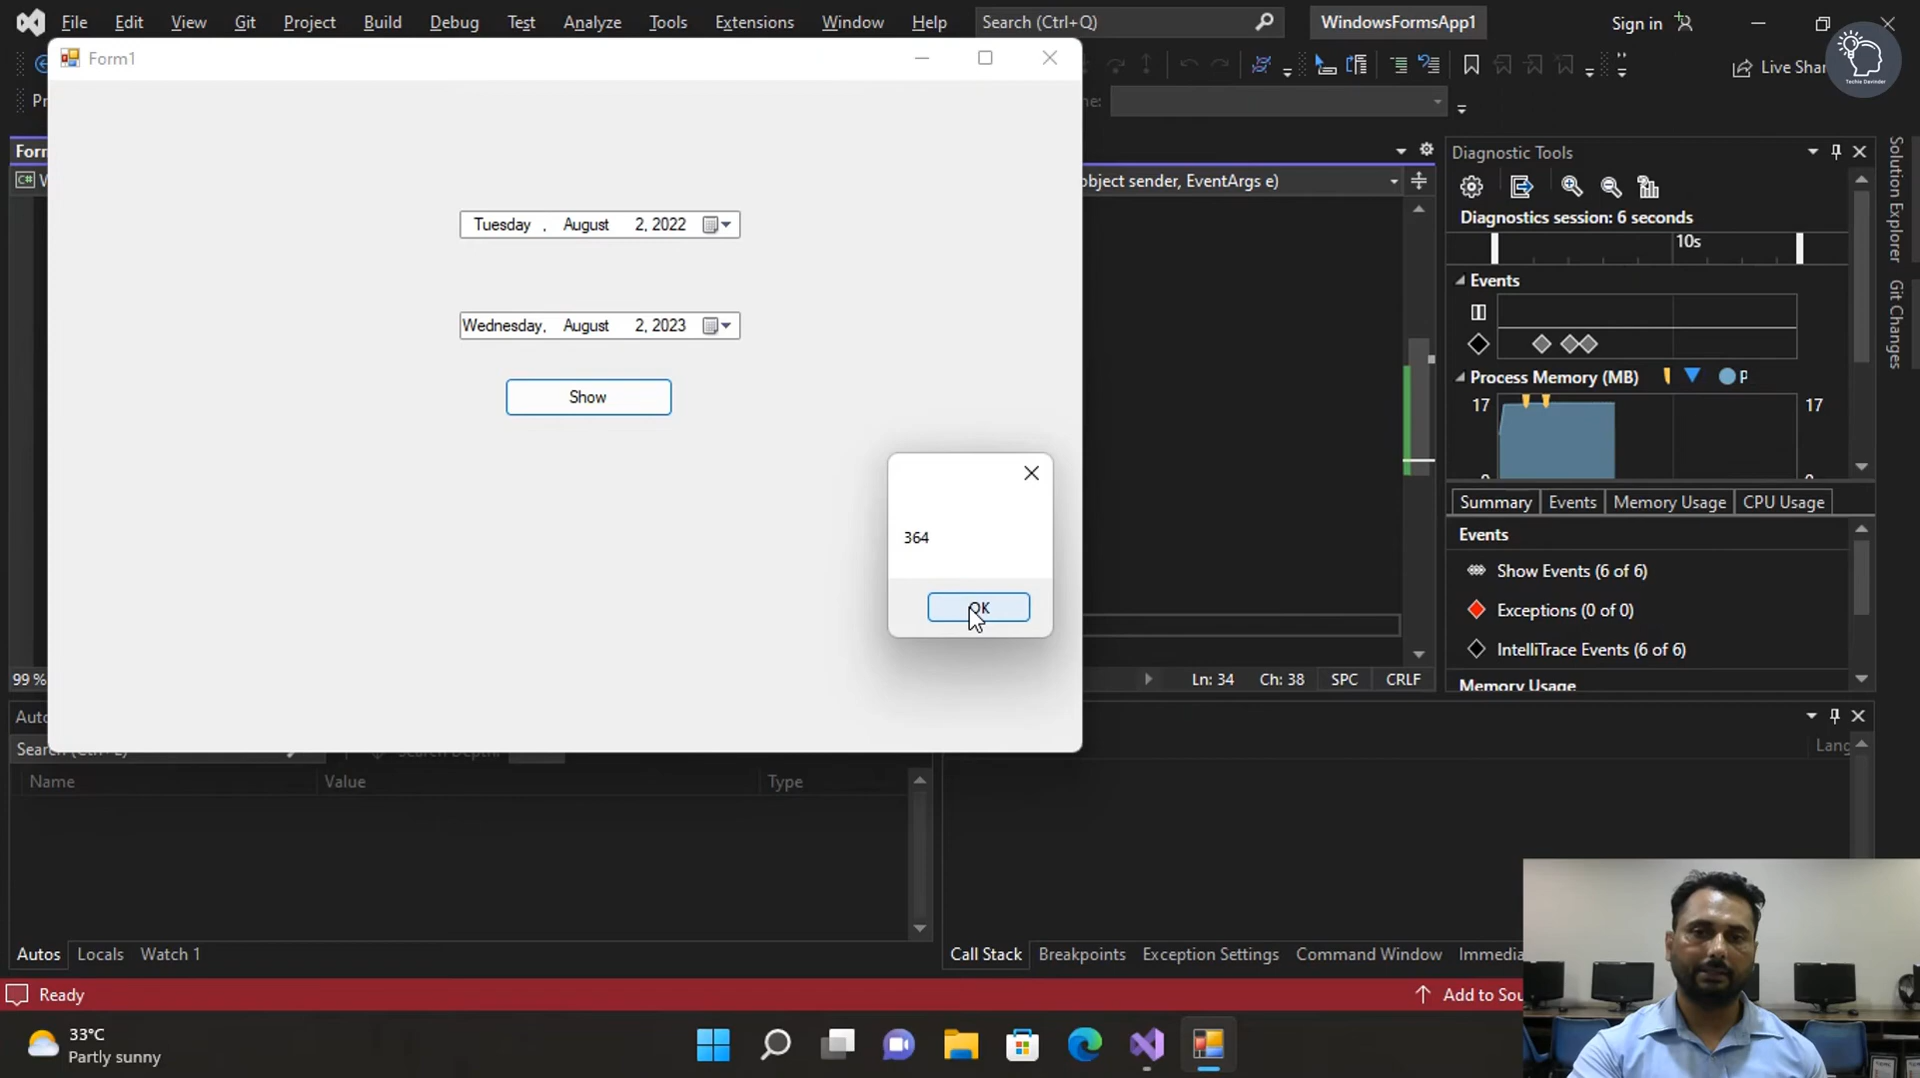 File Edit View Git Project Build Debug Test Analyze Tools Extensions Window Help Search (Ctrl+Q) WindowsFormsApp1 Sign in
Form1
Live Shar
Techie Davinder
Tuesday , August 2, 2022
Wednesday, August 2, 2023
Show
364
OK
object sender, EventArgs e)
C#
99 %
Ln: 34 Ch: 38 SPC CRLF
Diagnostic Tools
Diagnostics session: 6 seconds
10s
Events
Process Memory (MB)
17 17
Summary Events Memory Usage CPU Usage
Events
Show Events (6 of 6)
Exceptions (0 of 0)
IntelliTrace Events (6 of 6)
Memory Usage
Solution Explorer
Git Changes
Name Value Type
Lang
Autos Locals Watch 1
Call Stack Breakpoints Exception Settings Command Window Immedia
Ready
Add to Sou
33°C
Partly sunny